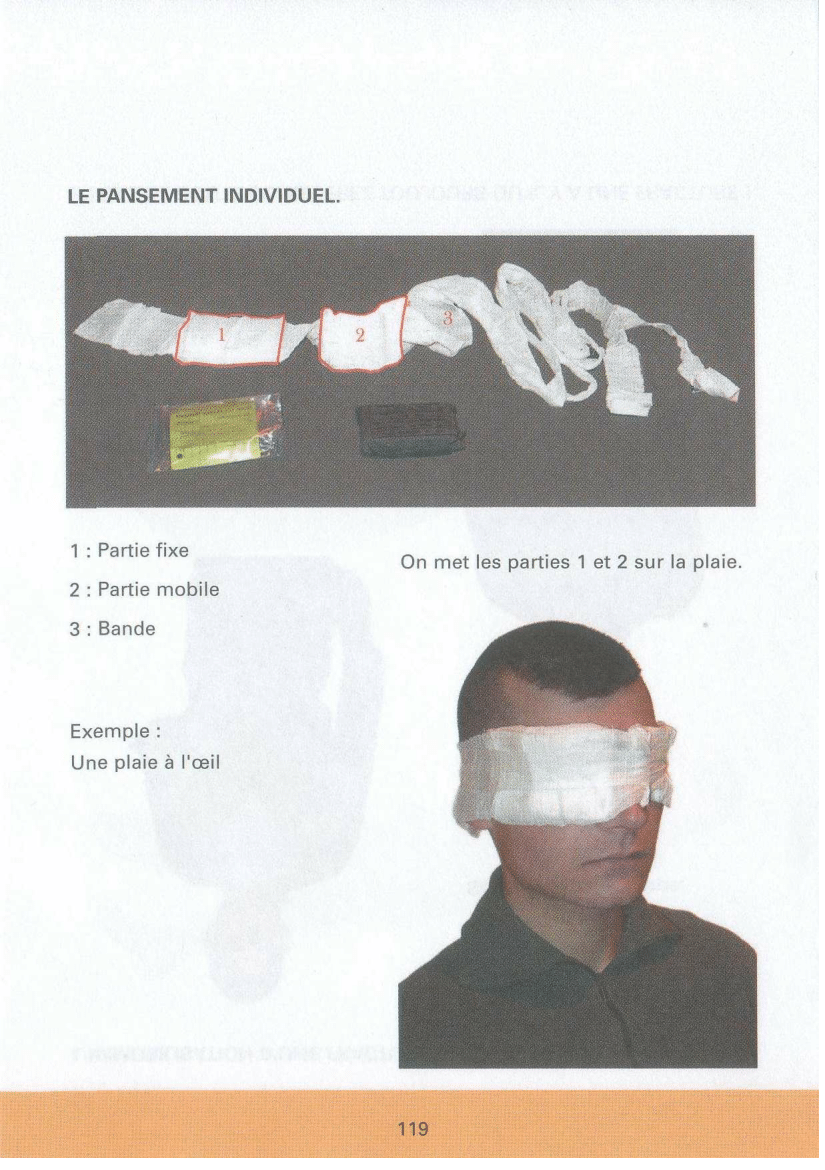 LE PANSEMENT INDIVIDUEL.
1
2
3
1 : Partie fixe
2 : Partie mobile
3 : Bande
On met les parties 1 et 2 sur la plaie.
Exemple :
Une plaie à l'œil
119